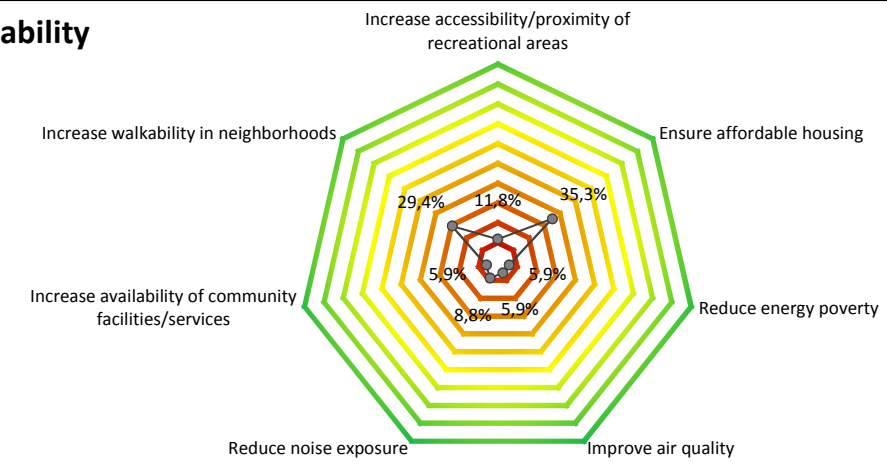 ability
Increase accessibility/proximity of
recreational areas
Increase walkability in neighborhoods
Ensure affordable housing
29,4%
11,8%
35,3%
5,9%
5,9%
Increase availability of community
facilities/services
Reduce energy poverty
8,8%
5,9%
Reduce noise exposure
Improve air quality